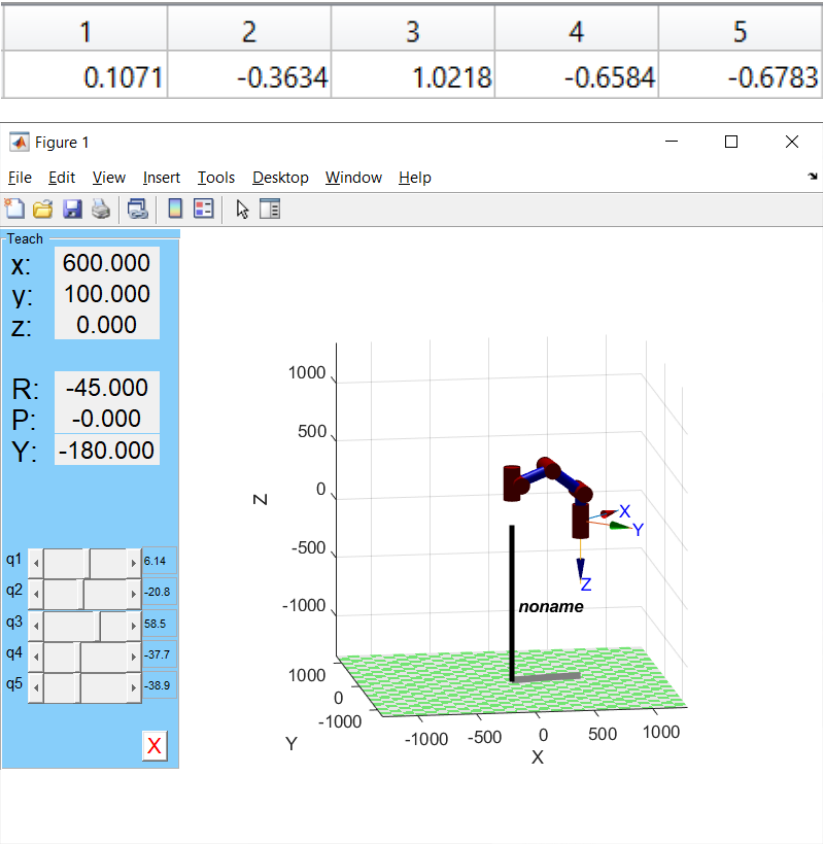 1 2 3 4 5
0.1071 -0.3634 1.0218 -0.6584 -0.6783
Figure 1
File Edit View Insert Tools Desktop Window Help
Teach
x: 600.000
y: 100.000
z: 0.000
R: -45.000
P: -0.000
Y: -180.000
q1 6.14
q2 -20.8
q3 58.5
q4 -37.7
q5 -38.9
X
1000
500
0
-500
-1000
Z
X
Y
Z
noname
1000
0
-1000
Y
-1000 -500 0 500 1000
X